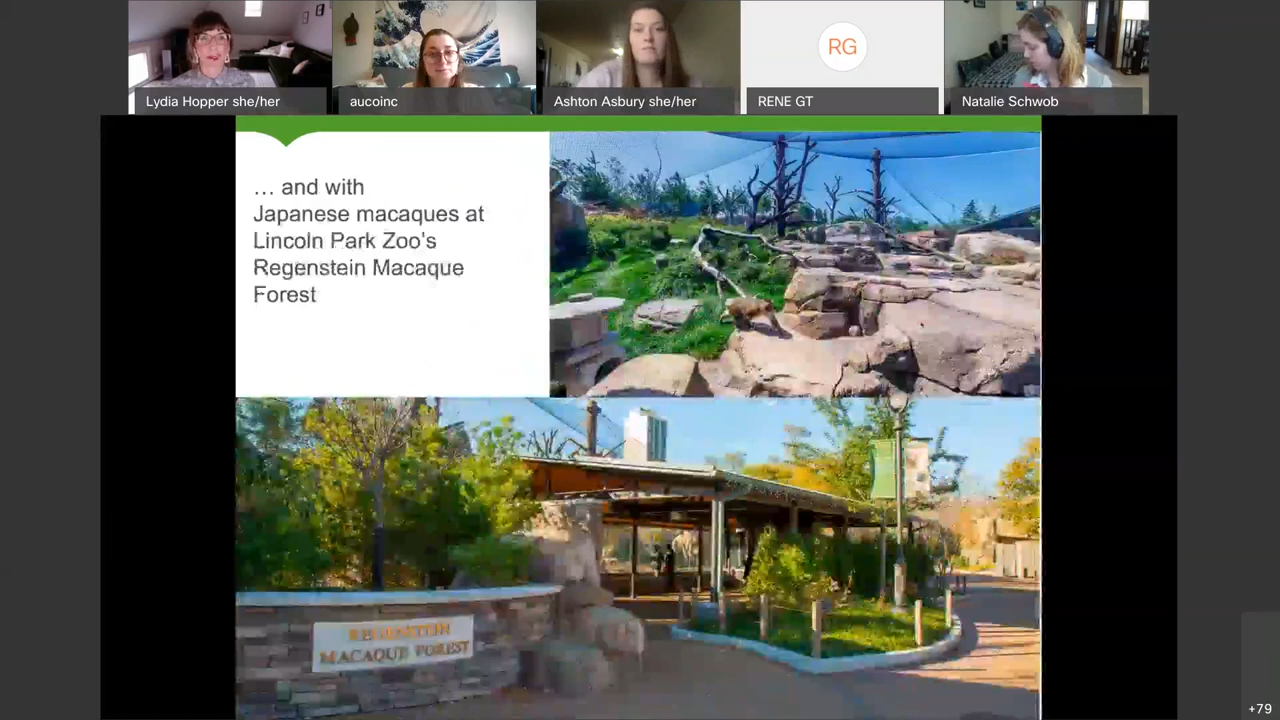 Lydia Hopper she/her
aucoinc
Ashton Asbury she/her
RG
RENE GT
Natalie Schwob
… and with
Japanese macaques at
Lincoln Park Zoo's
Regenstein Macaque
Forest
REGENSTEIN
MACAQUE FOREST
+79